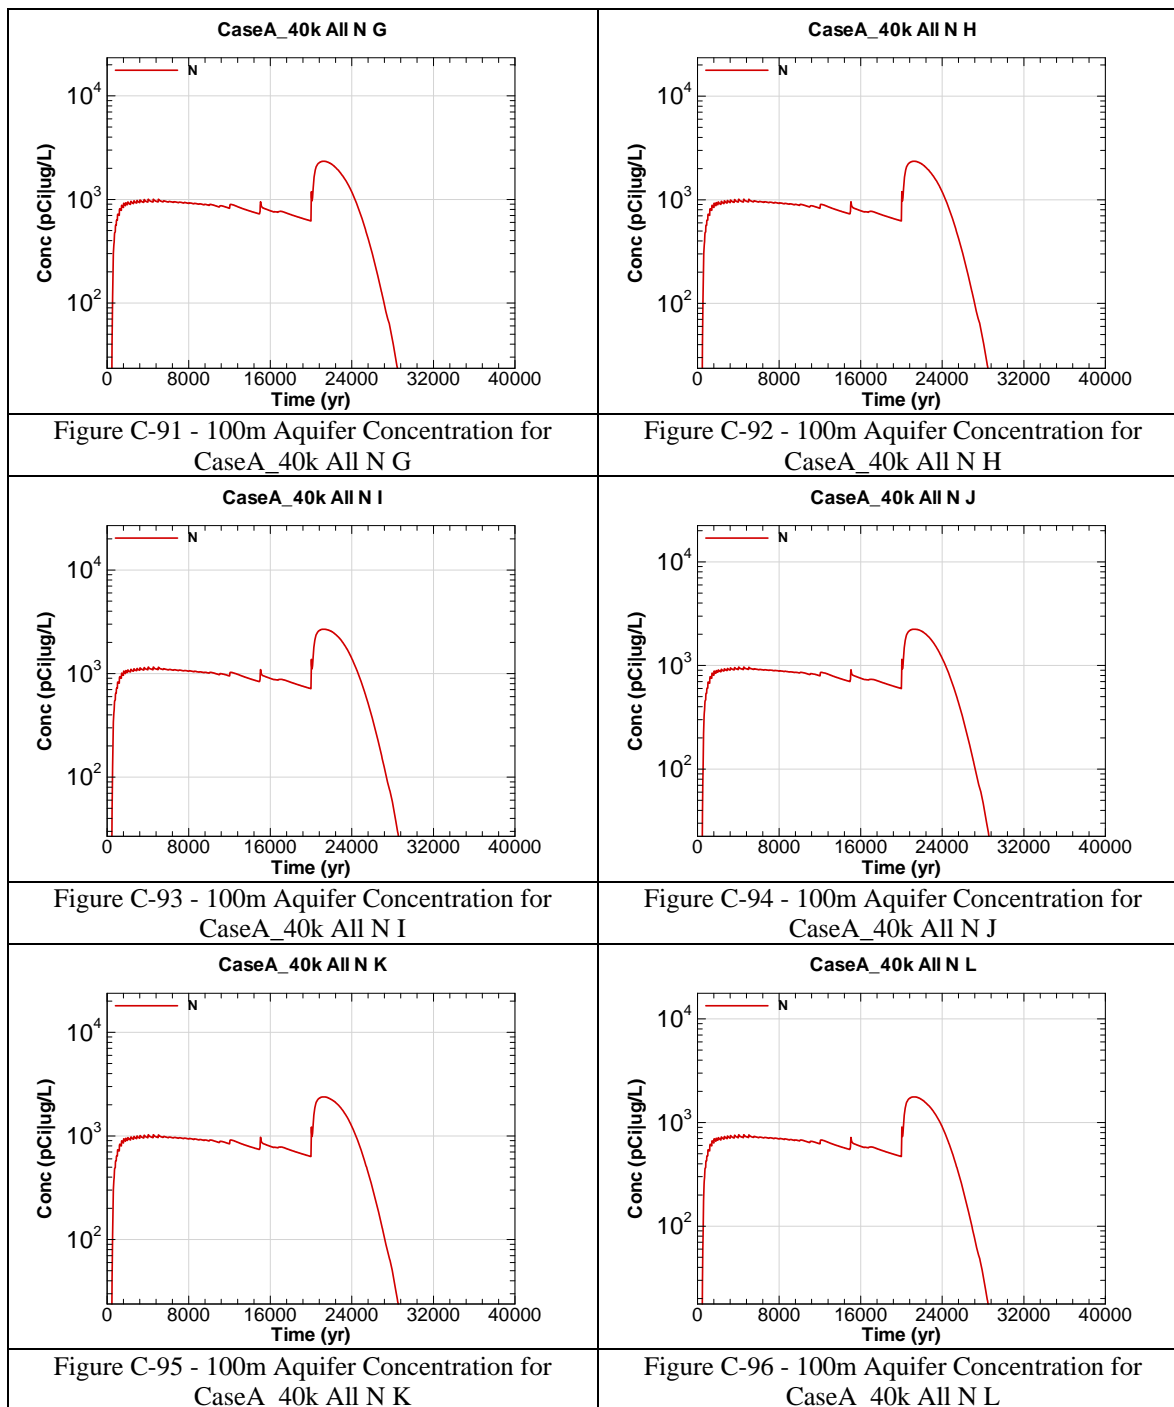 CaseA_40k All N G
N
Conc (pCi|ug/L)
10^4
10^3
10^2
0 8000 16000 24000 32000 40000
Time (yr)
Figure C-91 - 100m Aquifer Concentration for
CaseA_40k All N G
CaseA_40k All N H
N
Conc (pCi|ug/L)
10^4
10^3
10^2
0 8000 16000 24000 32000 40000
Time (yr)
Figure C-92 - 100m Aquifer Concentration for
CaseA_40k All N H
CaseA_40k All N I
N
Conc (pCi|ug/L)
10^4
10^3
10^2
0 8000 16000 24000 32000 40000
Time (yr)
Figure C-93 - 100m Aquifer Concentration for
CaseA_40k All N I
CaseA_40k All N J
N
Conc (pCi|ug/L)
10^4
10^3
10^2
0 8000 16000 24000 32000 40000
Time (yr)
Figure C-94 - 100m Aquifer Concentration for
CaseA_40k All N J
CaseA_40k All N K
N
Conc (pCi|ug/L)
10^4
10^3
10^2
0 8000 16000 24000 32000 40000
Time (yr)
Figure C-95 - 100m Aquifer Concentration for
CaseA_40k All N K
CaseA_40k All N L
N
Conc (pCi|ug/L)
10^4
10^3
10^2
0 8000 16000 24000 32000 40000
Time (yr)
Figure C-96 - 100m Aquifer Concentration for
CaseA_40k All N L